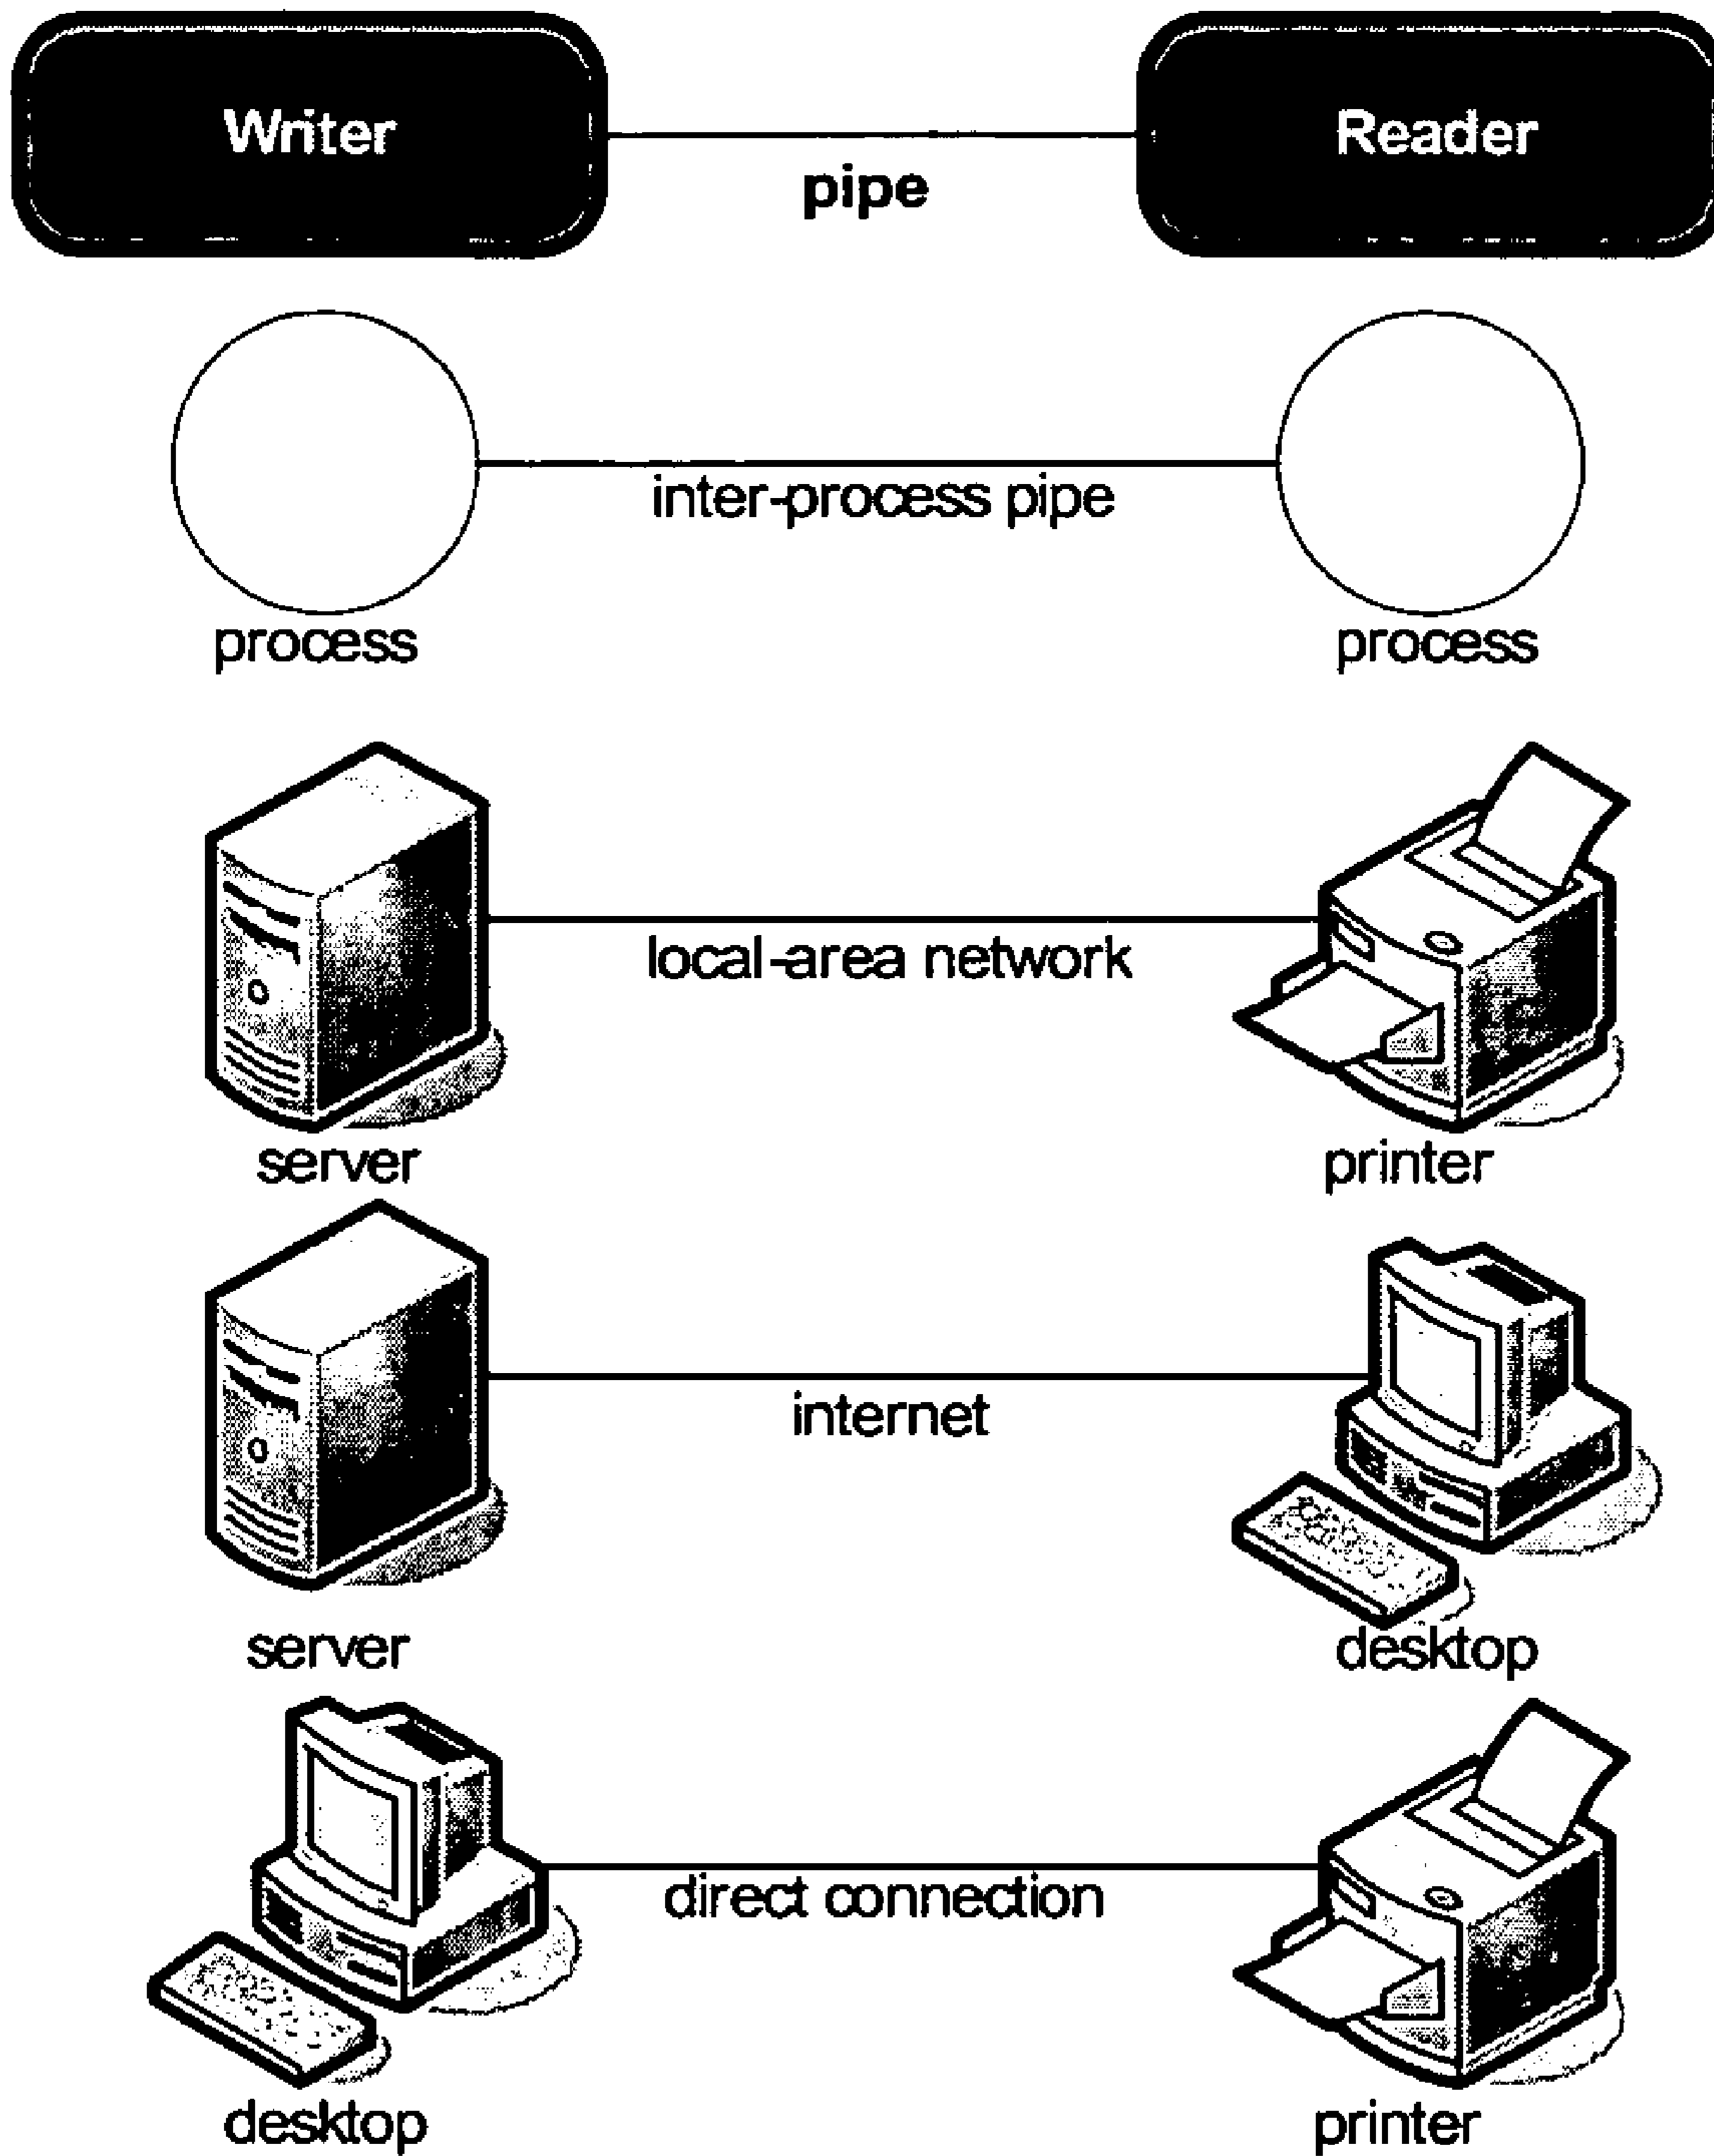 Writer
pipe
Reader
inter-process pipe
process
process
local-area network
server
printer
internet
server
desktop
direct connection
desktop
printer